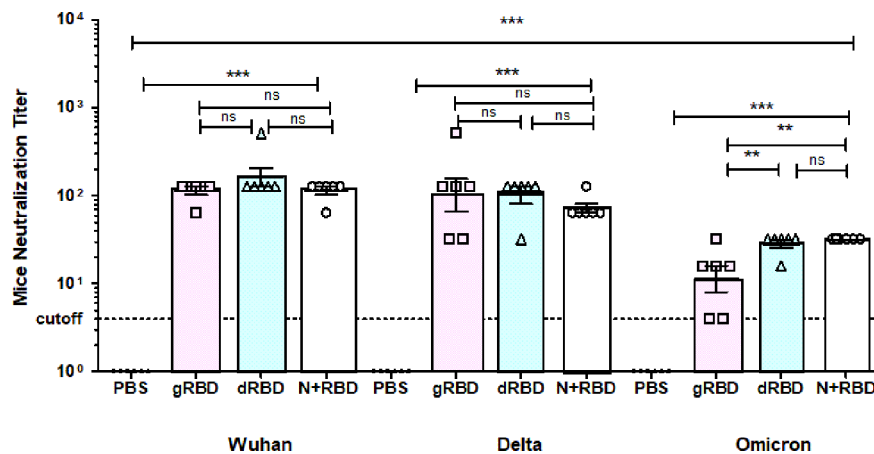 ***
10⁴
***
***
ns
ns
ns
ns
ns
ns
10³
***
**
**
ns
10²
10¹
cutoff
10⁰
Mice Neutralization Titer
PBS gRBD dRBD N+RBD PBS gRBD dRBD N+RBD PBS gRBD dRBD N+RBD
Wuhan Delta Omicron